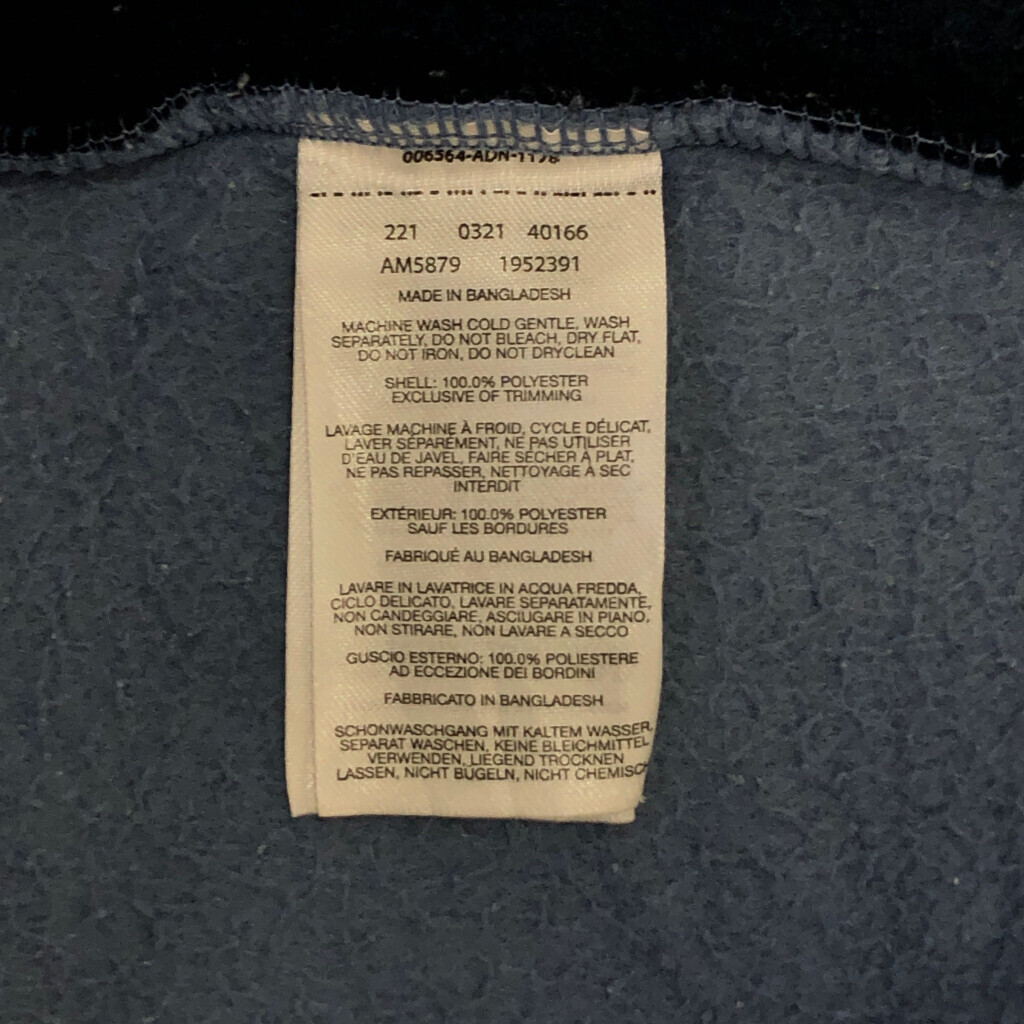 006564-ADN-1178
221 0321 40166
AM5879 1952391
MADE IN BANGLADESH
MACHINE WASH COLD GENTLE, WASH
SEPARATELY, DO NOT BLEACH, DRY FLAT,
DO NOT IRON, DO NOT DRYCLEAN
SHELL: 100.0% POLYESTER
EXCLUSIVE OF TRIMMING
LAVAGE MACHINE À FROID, CYCLE DÉLICAT,
LAVER SÉPARÉMENT, NE PAS UTILISER
D'EAU DE JAVEL, FAIRE SÉCHER À PLAT,
NE PAS REPASSER, NETTOYAGE À SEC
INTERDIT
EXTÉRIEUR: 100.0% POLYESTER
SAUF LES BORDURES
FABRIQUÉ AU BANGLADESH
LAVARE IN LAVATRICE IN ACQUA FREDDA,
CICLO DELICATO, LAVARE SEPARATAMENTE,
NON CANDEGGIARE, ASCIUGARE IN PIANO,
NON STIRARE, NON LAVARE A SECCO
GUSCIO ESTERNO: 100.0% POLIESTERE
AD ECCEZIONE DEI BORDINI
FABBRICATO IN BANGLADESH
SCHONWASCHGANG MIT KALTEM WASSER,
SEPARAT WASCHEN, KEINE BLEICHMITTEL
VERWENDEN, LIEGEND TROCKNEN
LASSEN, NICHT BÜGELN, NICHT CHEMISCH